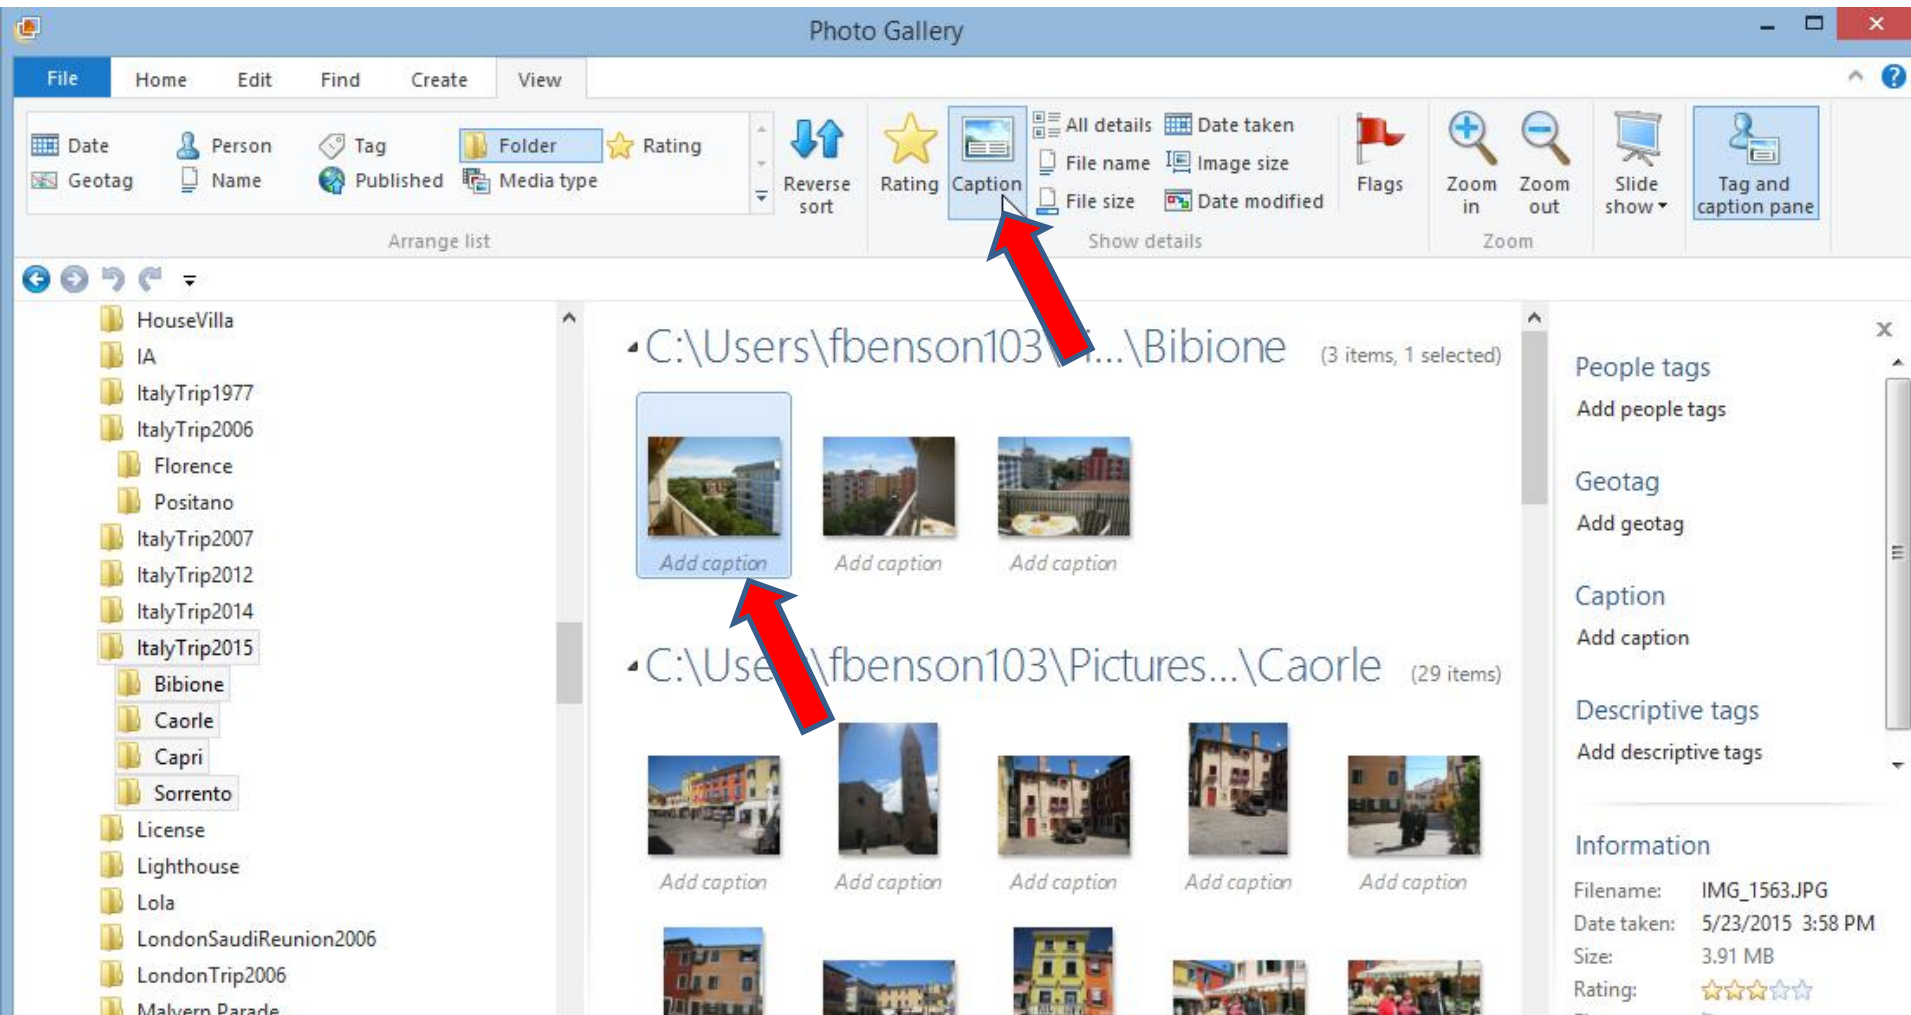 Photo Gallery
File Home Edit Find Create View
Date Person Tag Folder Rating
Geotag Name Published Media type
Reverse sort
Arrange list
Rating Caption
All details Date taken
File name Image size
File size Date modified
Show details
Flags
Zoom in Zoom out
Zoom
Slide show
Tag and caption pane
HouseVilla
IA
ItalyTrip1977
ItalyTrip2006
Florence
Positano
ItalyTrip2007
ItalyTrip2012
ItalyTrip2014
ItalyTrip2015
Bibione
Caorle
Capri
Sorrento
License
Lighthouse
Lola
LondonSaudiReunion2006
LondonTrip2006
Malvern Parade
C:\Users\fbenson103\ ...\Bibione (3 items, 1 selected)
Add caption Add caption Add caption
\fbenson103\Pictures...\Caorle (29 items)
Add caption Add caption Add caption Add caption Add caption
People tags
Add people tags
Geotag
Add geotag
Caption
Add caption
Descriptive tags
Add descriptive tags
Information
Filename: IMG_1563.JPG
Date taken: 5/23/2015 3:58 PM
Size: 3.91 MB
Rating: